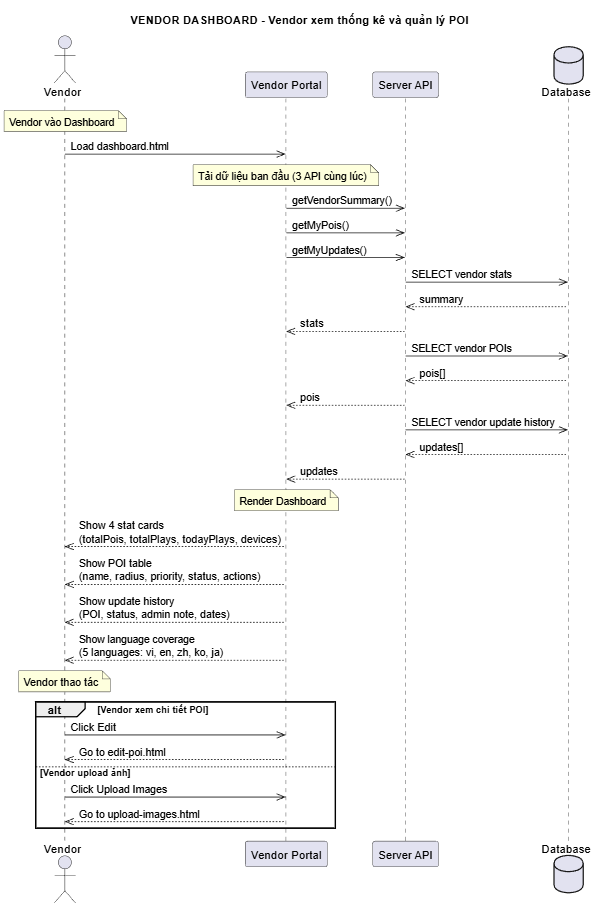 VENDOR DASHBOARD - Vendor xem thống kê và quản lý POI
Vendor
Vendor Portal
Server API
Database
Vendor vào Dashboard
Load dashboard.html
Tải dữ liệu ban đầu (3 API cùng lúc)
getVendorSummary()
getMyPois()
getMyUpdates()
SELECT vendor stats
summary
stats
SELECT vendor POIs
pois[]
pois
SELECT vendor update history
updates[]
updates
Render Dashboard
Show 4 stat cards
(totalPois, totalPlays, todayPlays, devices)
Show POI table
(name, radius, priority, status, actions)
Show update history
(POI, status, admin note, dates)
Show language coverage
(5 languages: vi, en, zh, ko, ja)
Vendor thao tác
alt
[Vendor xem chi tiết POI]
Click Edit
Go to edit-poi.html
[Vendor upload ảnh]
Click Upload Images
Go to upload-images.html
Vendor
Vendor Portal
Server API
Database